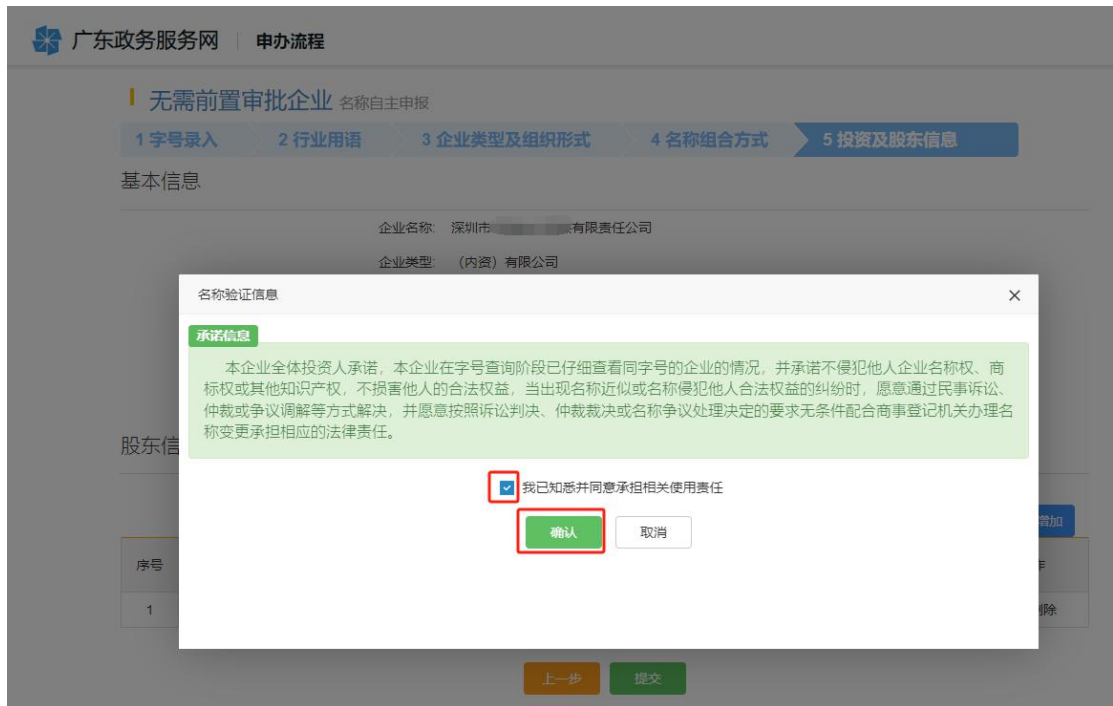 广东政务服务网 申办流程
无需前置审批企业 名称自主申报
1 字号录入 2 行业用语 3 企业类型及组织形式 4 名称组合方式 5 投资及股东信息
基本信息
企业名称: 深圳市 有限责任公司
企业类型: （内资）有限公司
名称验证信息 ×
承诺信息
本企业全体投资人承诺，本企业在字号查询阶段已仔细查看同字号的企业的情况，并承诺不侵犯他人企业名称权、商
标权或其他知识产权，不损害他人的合法权益，当出现名称近似或名称侵犯他人合法权益的纠纷时，愿意通过民事诉讼、
仲裁或争议调解等方式解决，并愿意按照诉讼判决、仲裁裁决或名称争议处理决定的要求无条件配合商事登记机关办理名
称变更承担相应的法律责任。
股东信
我已知悉并同意承担相关使用责任
确认 取消
增加
序号
1 删除
上一步 提交